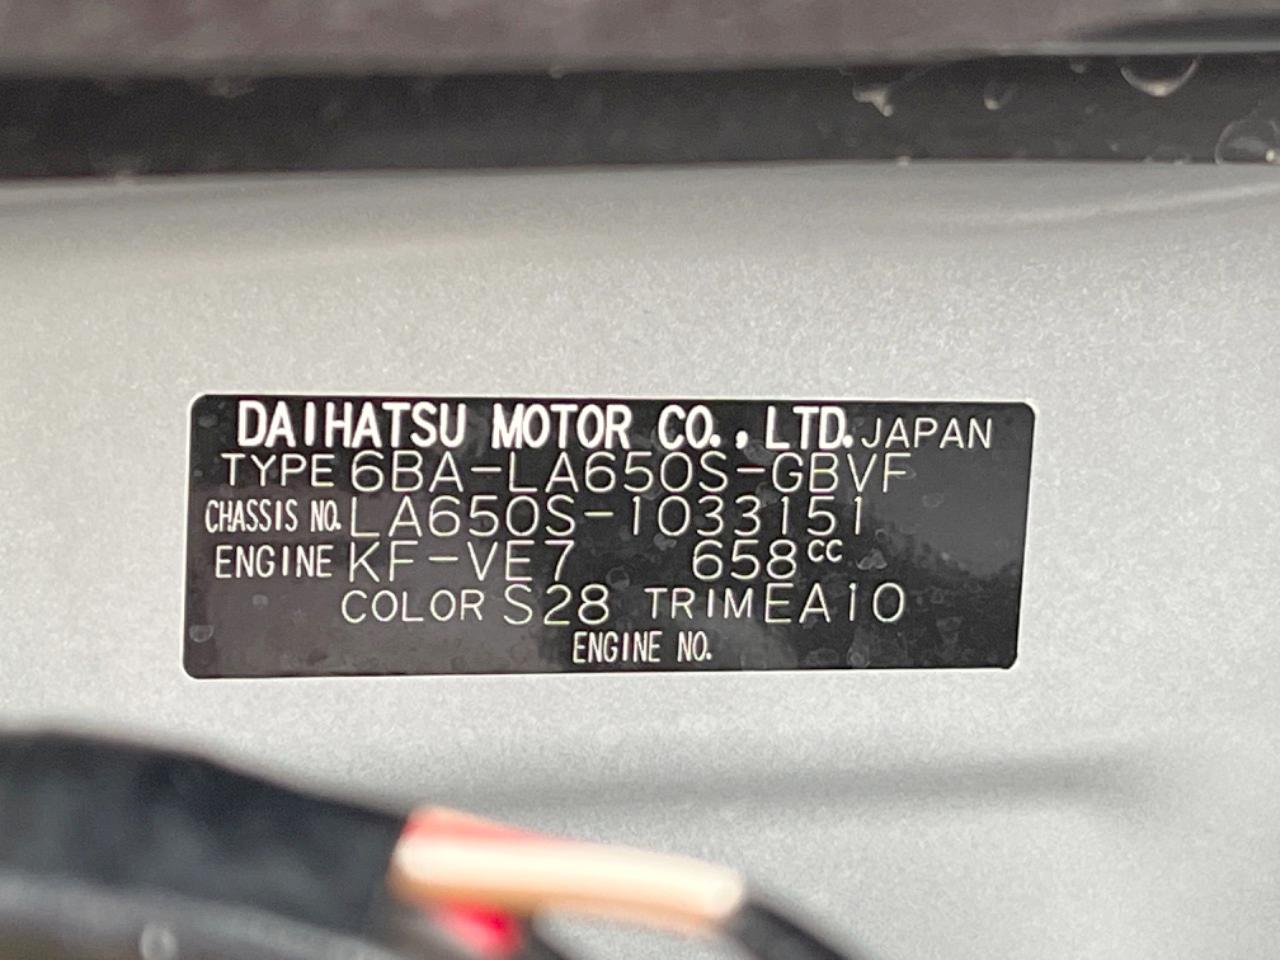 DAIHATSU MOTOR CO., LTD. JAPAN
TYPE 6BA-LA650S-GBVF
CHASSIS NO. LA650S-1033151
ENGINE KF-VE7 658cc
COLOR S28 TRIM EA10
ENGINE NO.